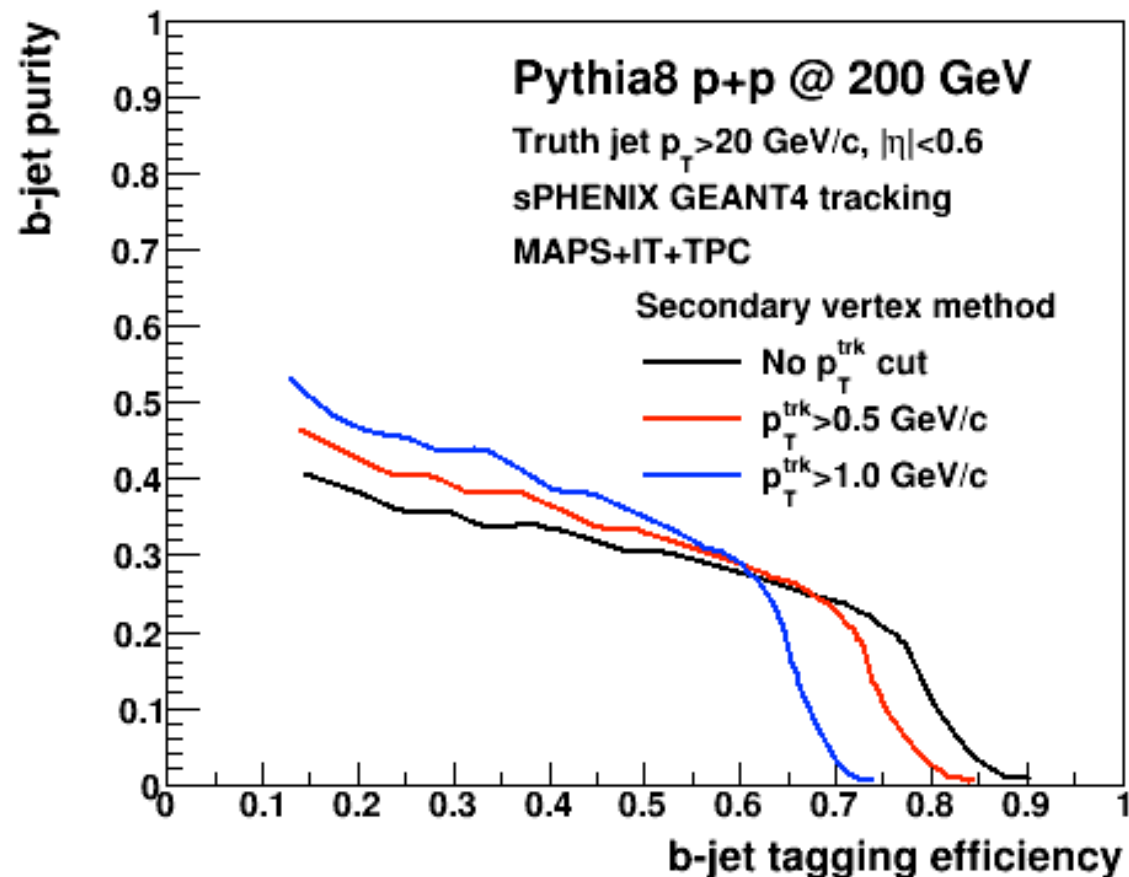 b-jet purity
1
0.9
0.8
0.7
0.6
0.5
0.4
0.3
0.2
0.1
0
Pythia8 p+p @ 200 GeV
Truth jet p_T>20 GeV/c, |η|<0.6
sPHENIX GEANT4 tracking
MAPS+IT+TPC
Secondary vertex method
No p_T^trk cut
p_T^trk>0.5 GeV/c
p_T^trk>1.0 GeV/c
0 0.1 0.2 0.3 0.4 0.5 0.6 0.7 0.8 0.9 1
b-jet tagging efficiency